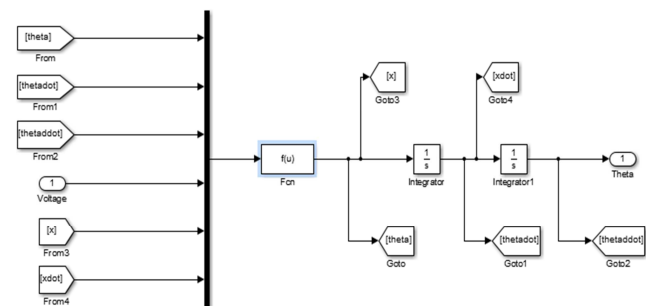 [theta]
From
[thetadot]
From1
[thetaddot]
From2
1
Voltage
[x]
From3
[xdot]
From4
f(u)
Fcn
[x]
Goto3
[theta]
Goto
1
s
Integrator
[xdot]
Goto4
[thetadot]
Goto1
1
s
Integrator1
[thetaddot]
Goto2
1
Theta